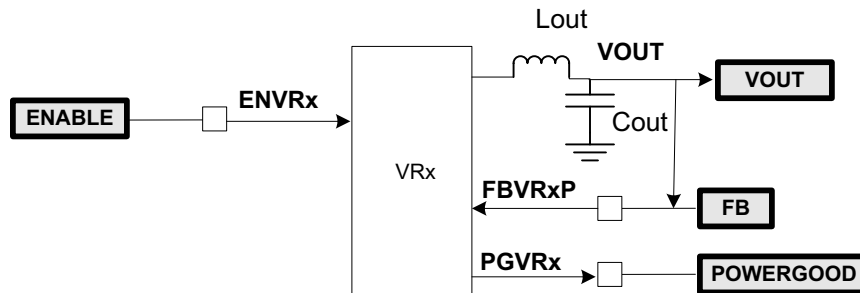 Lout
VOUT
VOUT
ENVRx
ENABLE
Cout
VRx
FBVRxP
FB
PGVRx
POWERGOOD